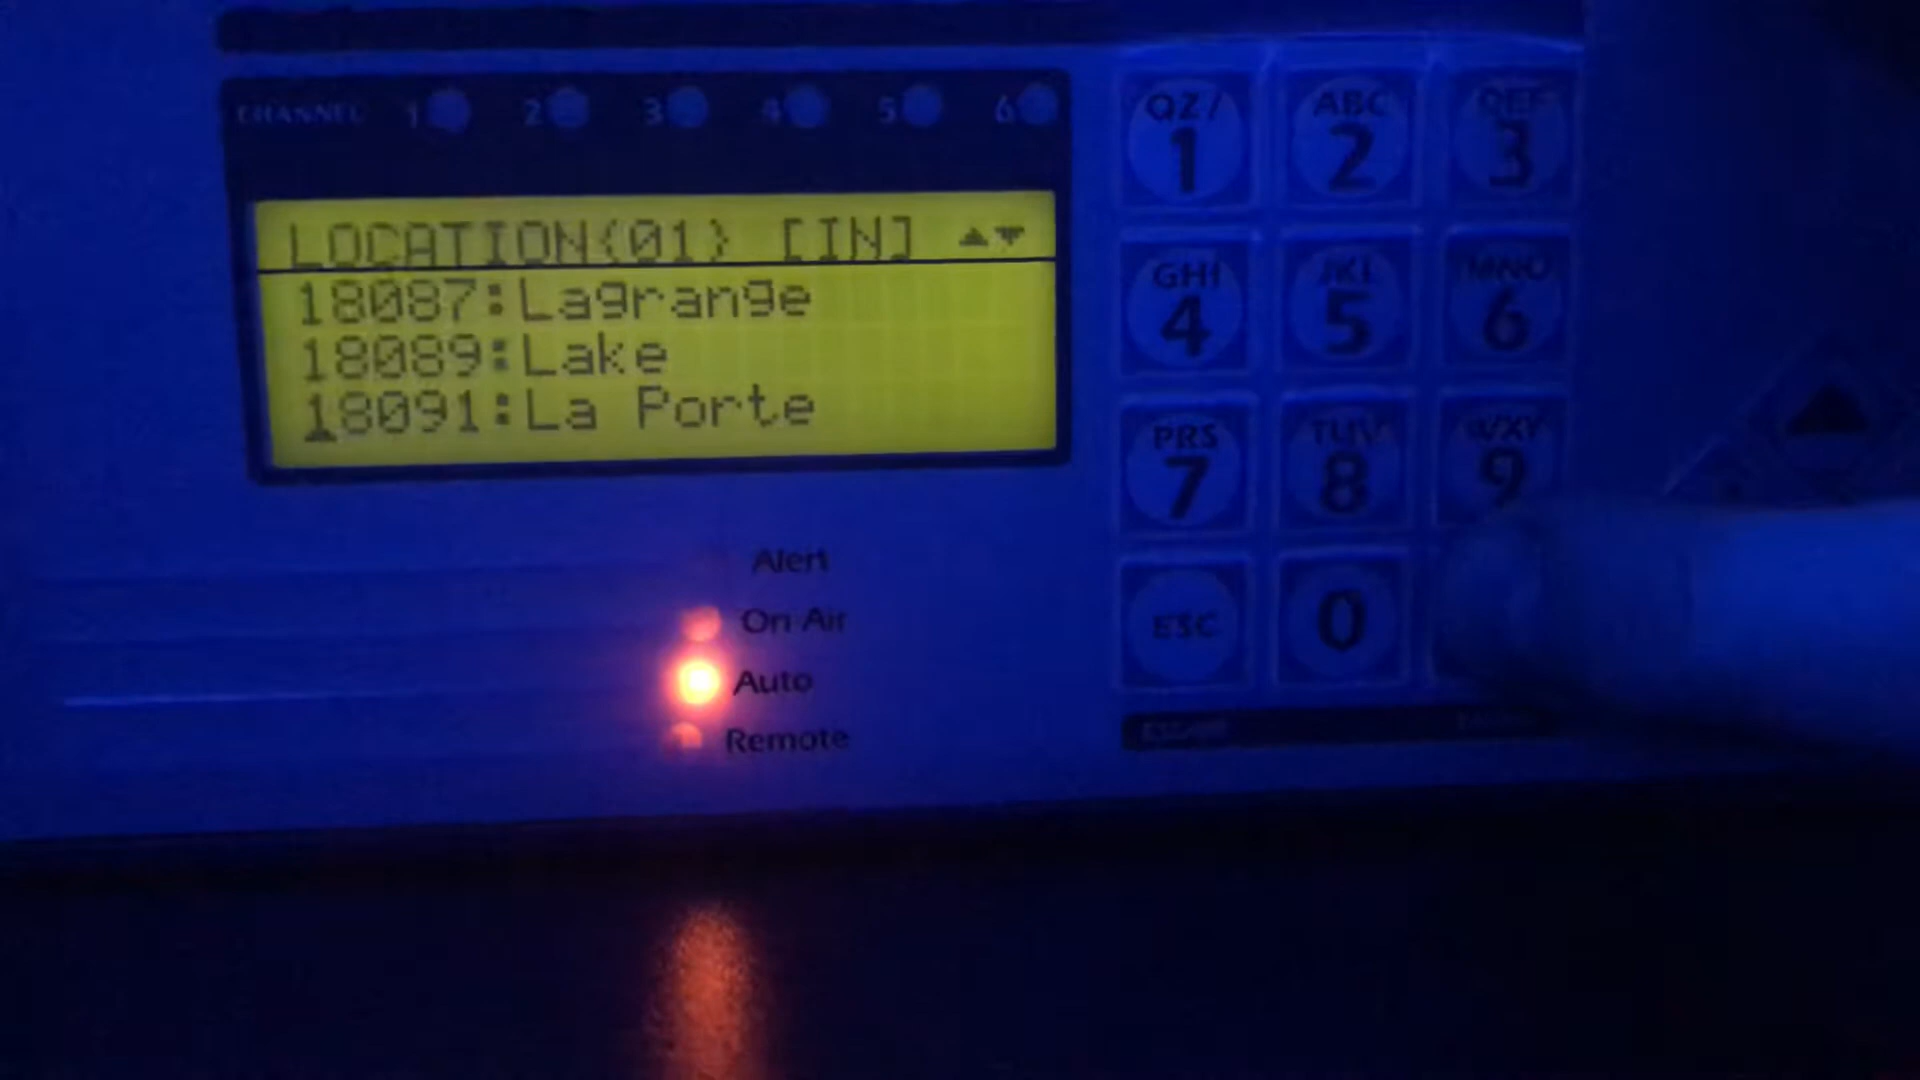 CHANNEL 1 2 3 4 5 6
LOCATION{01} [IN]
18087:Lagrange
18089:Lake
18091:La Porte
Alert
On Air
Auto
Remote
QZ/ ABC DEF
1 2 3
GHI JKL MNO
4 5 6
PRS TUV WXY
7 8 9
ESC 0